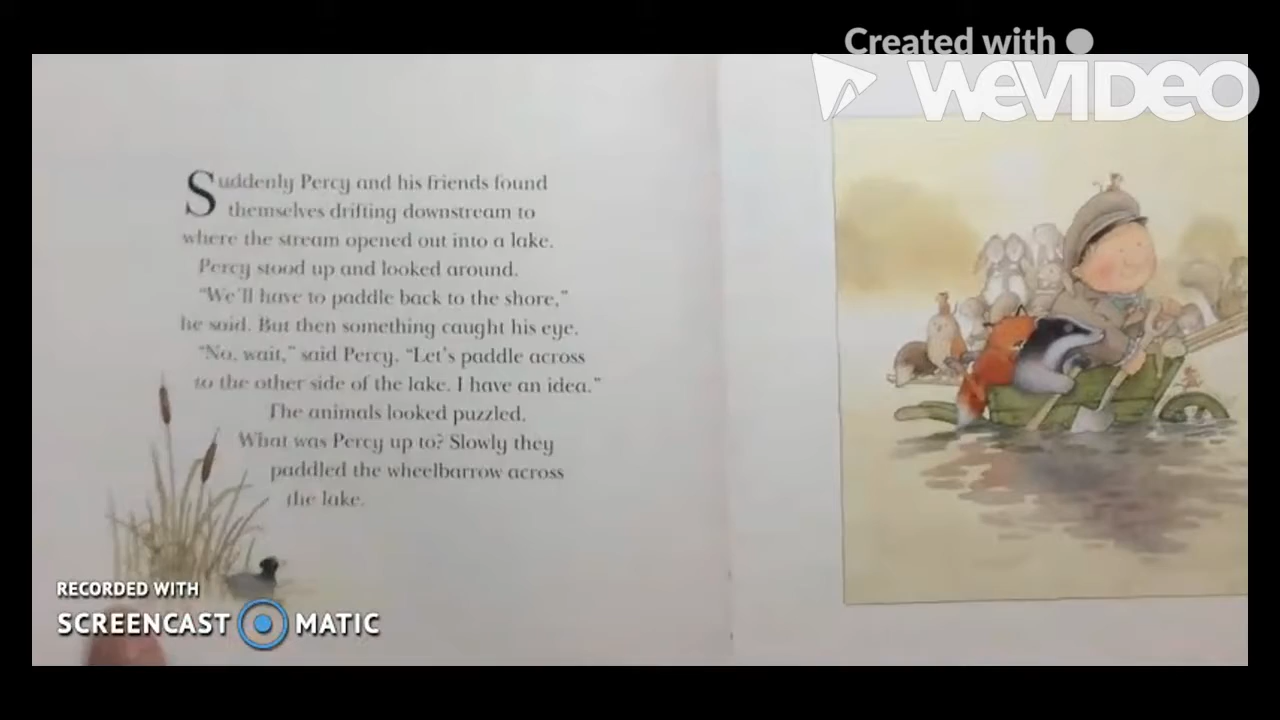 Created with
WEVIDEO
Suddenly Percy and his friends found
themselves drifting downstream to
where the stream opened out into a lake.
Percy stood up and looked around.
“We’ll have to paddle back to the shore,”
he said. But then something caught his eye.
“No, wait,” said Percy. “Let’s paddle across
to the other side of the lake. I have an idea.”
The animals looked puzzled.
What was Percy up to? Slowly they
paddled the wheelbarrow across
the lake.
RECORDED WITH
SCREENCAST MATIC